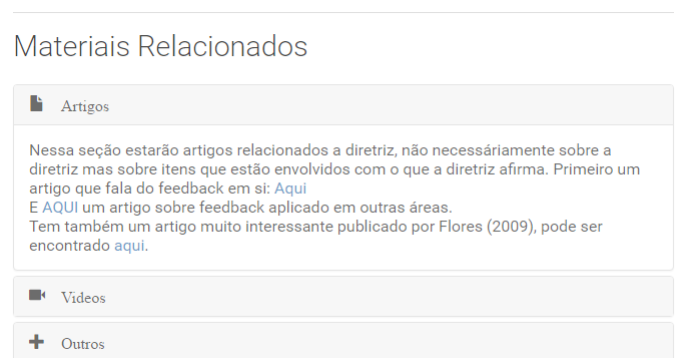 Materiais Relacionados
Artigos
Nessa seção estarão artigos relacionados a diretriz, não necessáriamente sobre a
diretriz mas sobre itens que estão envolvidos com o que a diretriz afirma. Primeiro um
artigo que fala do feedback em si: Aqui
E AQUI um artigo sobre feedback aplicado em outras áreas.
Tem também um artigo muito interessante publicado por Flores (2009), pode ser
encontrado aqui.
Videos
Outros